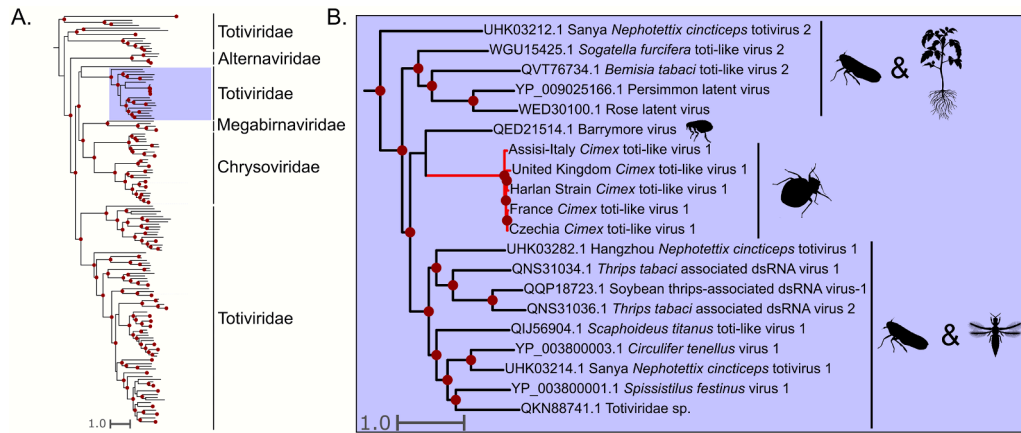 A.
Totiviridae
Alternaviridae
Totiviridae
Megabirnaviridae
Chrysoviridae
Totiviridae
1.0
B.
UHK03212.1 Sanya Nephotettix cincticeps totivirus 2
WGU15425.1 Sogatella furcifera toti-like virus 2
QVT76734.1 Bemisia tabaci toti-like virus 2
YP_009025166.1 Persimmon latent virus
WED30100.1 Rose latent virus
&
QED21514.1 Barrymore virus
Assisi-Italy Cimex toti-like virus 1
United Kingdom Cimex toti-like virus 1
Harlan Strain Cimex toti-like virus 1
France Cimex toti-like virus 1
Czechia Cimex toti-like virus 1
UHK03282.1 Hangzhou Nephotettix cincticeps totivirus 1
QNS31034.1 Thrips tabaci associated dsRNA virus 1
QQP18723.1 Soybean thrips-associated dsRNA virus-1
QNS31036.1 Thrips tabaci associated dsRNA virus 2
QIJ56904.1 Scaphoideus titanus toti-like virus 1
YP_003800003.1 Circulifer tenellus virus 1
UHK03214.1 Sanya Nephotettix cincticeps totivirus 1
YP_003800001.1 Spissistilus festinus virus 1
QKN88741.1 Totiviridae sp.
&
1.0